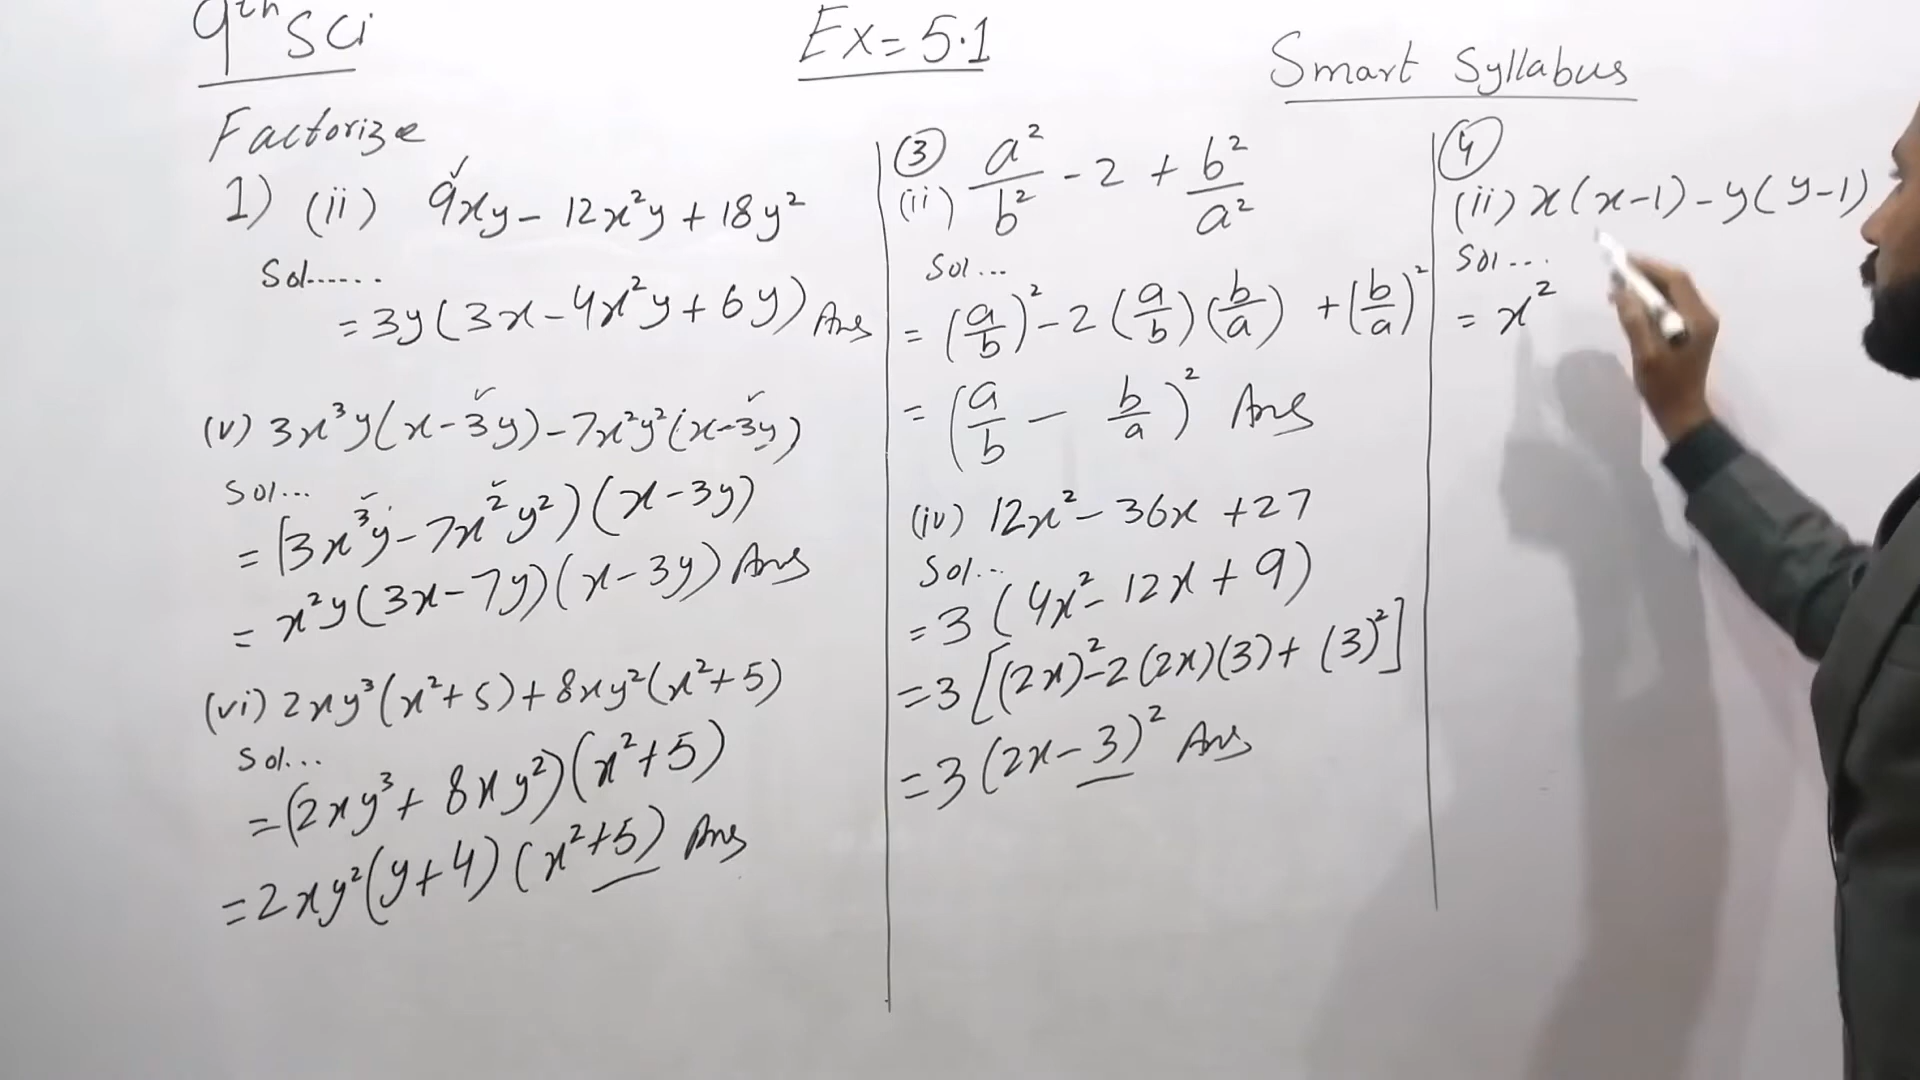 9th Sci
Ex = 5.1
Smart Syllabus
Factorize
1) (ii) 9xy - 12x²y + 18y²
Sol......
= 3y(3x - 4x²y + 6y) Ans
(v) 3x³y(x - 3y) - 7x²y²(x - 3y)
Sol...
= (3x³y - 7x²y²)(x - 3y)
= x²y(3x - 7y)(x - 3y) Ans
(vi) 2xy³(x² + 5) + 8xy²(x² + 5)
Sol...
= (2xy³ + 8xy²)(x² + 5)
= 2xy²(y + 4)(x² + 5) Ans
③
(ii) a²/b² - 2 + b²/a²
Sol...
= (a/b)² - 2(a/b)(b/a) + (b/a)²
= (a/b - b/a)² Ans
(iv) 12x² - 36x + 27
Sol...
= 3(4x² - 12x + 9)
= 3[(2x)² - 2(2x)(3) + (3)²]
= 3(2x - 3)² Ans
④
(ii) x(x-1) - y(y-1)
Sol...
= x²